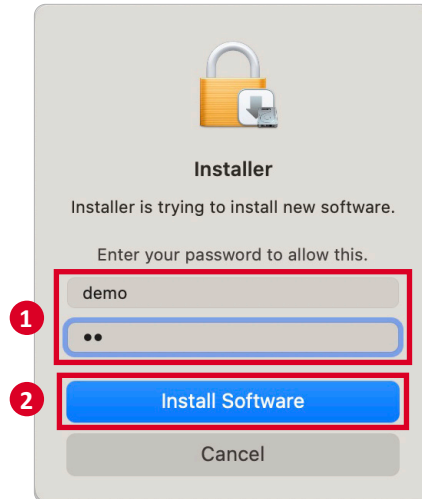 Installer
Installer is trying to install new software.
Enter your password to allow this.
1
demo
••
2
Install Software
Cancel